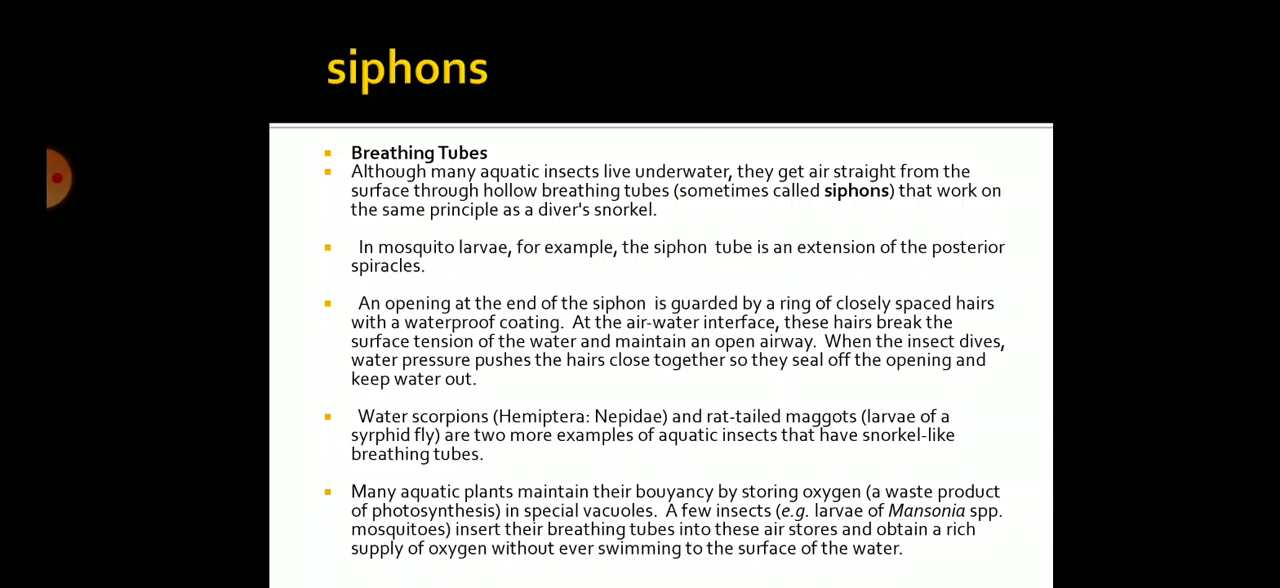 siphons
Breathing Tubes
Although many aquatic insects live underwater, they get air straight from the
surface through hollow breathing tubes (sometimes called siphons) that work on
the same principle as a diver's snorkel.
In mosquito larvae, for example, the siphon tube is an extension of the posterior
spiracles.
An opening at the end of the siphon is guarded by a ring of closely spaced hairs
with a waterproof coating. At the air-water interface, these hairs break the
surface tension of the water and maintain an open airway. When the insect dives,
water pressure pushes the hairs close together so they seal off the opening and
keep water out.
Water scorpions (Hemiptera: Nepidae) and rat-tailed maggots (larvae of a
syrphid fly) are two more examples of aquatic insects that have snorkel-like
breathing tubes.
Many aquatic plants maintain their bouyancy by storing oxygen (a waste product
of photosynthesis) in special vacuoles. A few insects (e.g. larvae of Mansonia spp.
mosquitoes) insert their breathing tubes into these air stores and obtain a rich
supply of oxygen without ever swimming to the surface of the water.